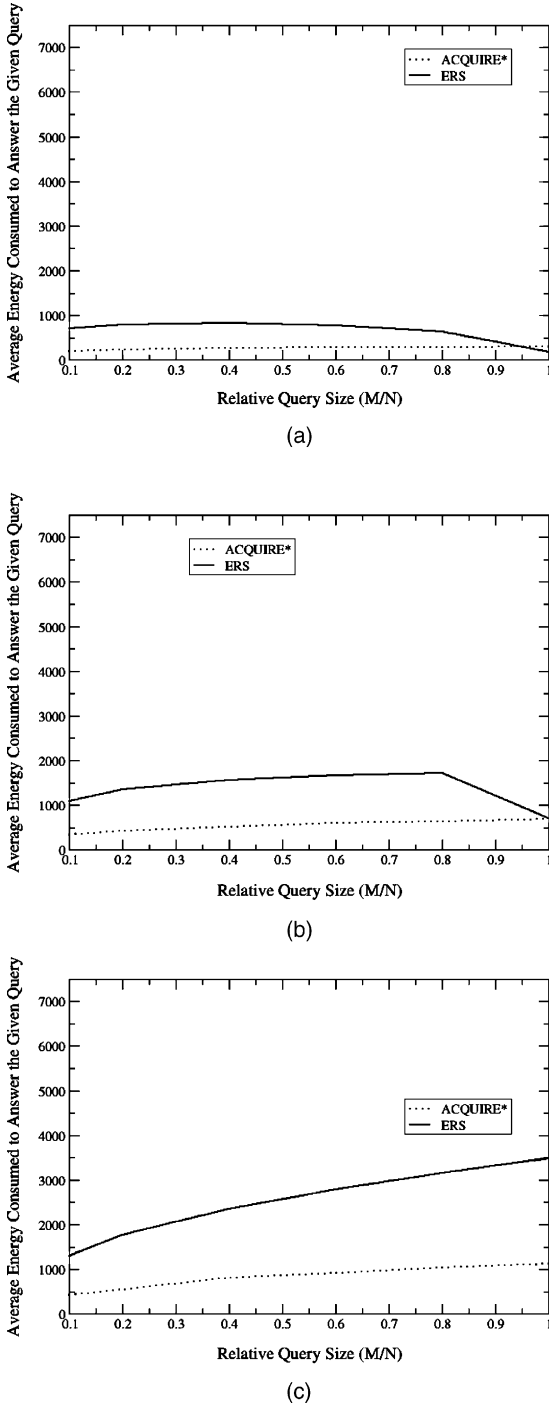 Average Energy Consumed to Answer the Given Query
7000
6000
5000
4000
3000
2000
1000
0
ACQUIRE*
ERS
0.1 0.2 0.3 0.4 0.5 0.6 0.7 0.8 0.9 1
Relative Query Size (M/N)
(a)
Average Energy Consumed to Answer the Given Query
7000
6000
5000
4000
3000
2000
1000
0
ACQUIRE*
ERS
0.1 0.2 0.3 0.4 0.5 0.6 0.7 0.8 0.9 1
Relative Query Size (M/N)
(b)
Average Energy Consumed to Answer the Given Query
7000
6000
5000
4000
3000
2000
1000
0
ACQUIRE*
ERS
0.1 0.2 0.3 0.4 0.5 0.6 0.7 0.8 0.9 1
Relative Query Size (M/N)
(c)